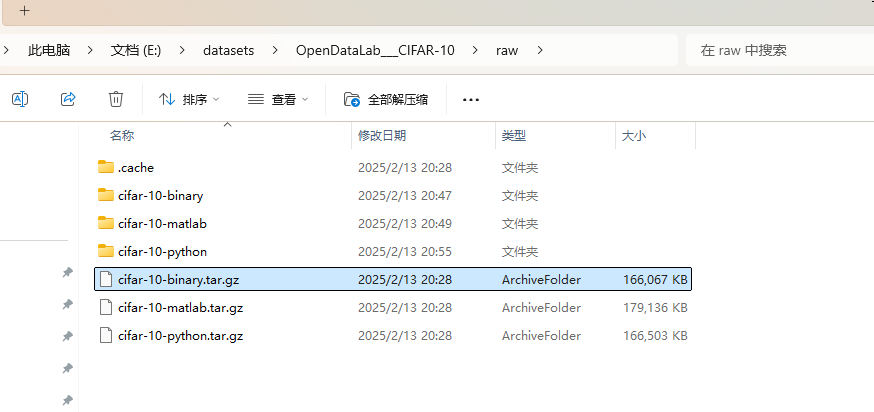 此电脑 > 文档 (E:) > datasets > OpenDataLab___CIFAR-10 > raw >
在 raw 中搜索
排序 查看 全部解压缩 ...
名称 修改日期 类型 大小
.cache 2025/2/13 20:28 文件夹
cifar-10-binary 2025/2/13 20:47 文件夹
cifar-10-matlab 2025/2/13 20:49 文件夹
cifar-10-python 2025/2/13 20:55 文件夹
cifar-10-binary.tar.gz 2025/2/13 20:28 ArchiveFolder 166,067 KB
cifar-10-matlab.tar.gz 2025/2/13 20:28 ArchiveFolder 179,136 KB
cifar-10-python.tar.gz 2025/2/13 20:28 ArchiveFolder 166,503 KB